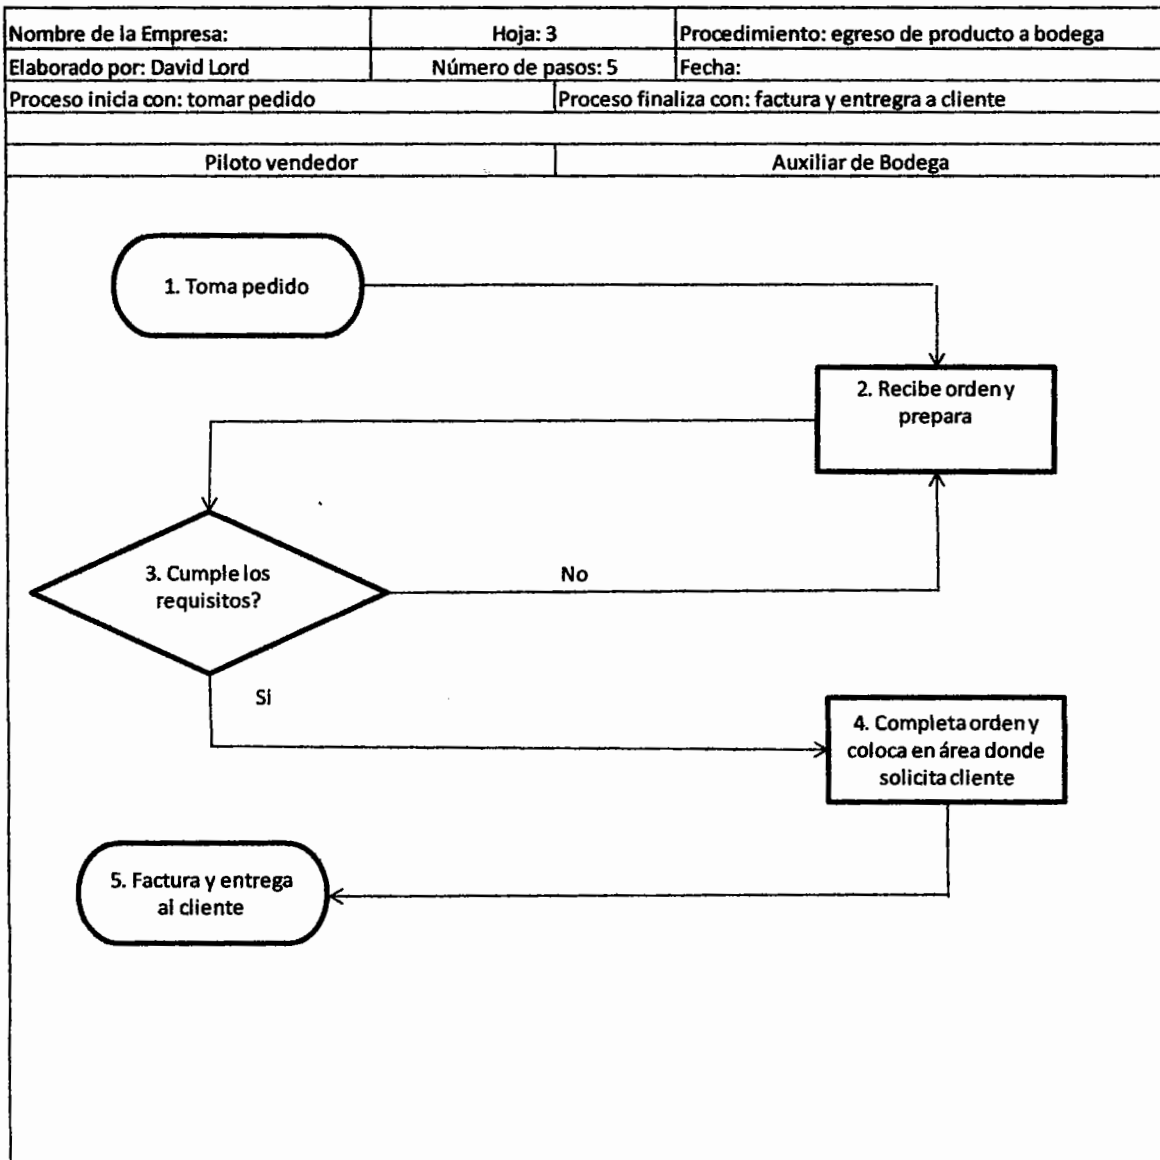 Nombre de la Empresa:
Hoja: 3
Procedimiento: egreso de producto a bodega
Elaborado por: David Lord
Número de pasos: 5
Fecha:
Proceso inicia con: tomar pedido
Proceso finaliza con: factura y entregra a cliente
Piloto vendedor
Auxiliar de Bodega
1. Toma pedido
2. Recibe orden y
prepara
3. Cumple los
requisitos?
No
Si
4. Completa orden y
coloca en área donde
solicita cliente
5. Factura y entrega
al cliente